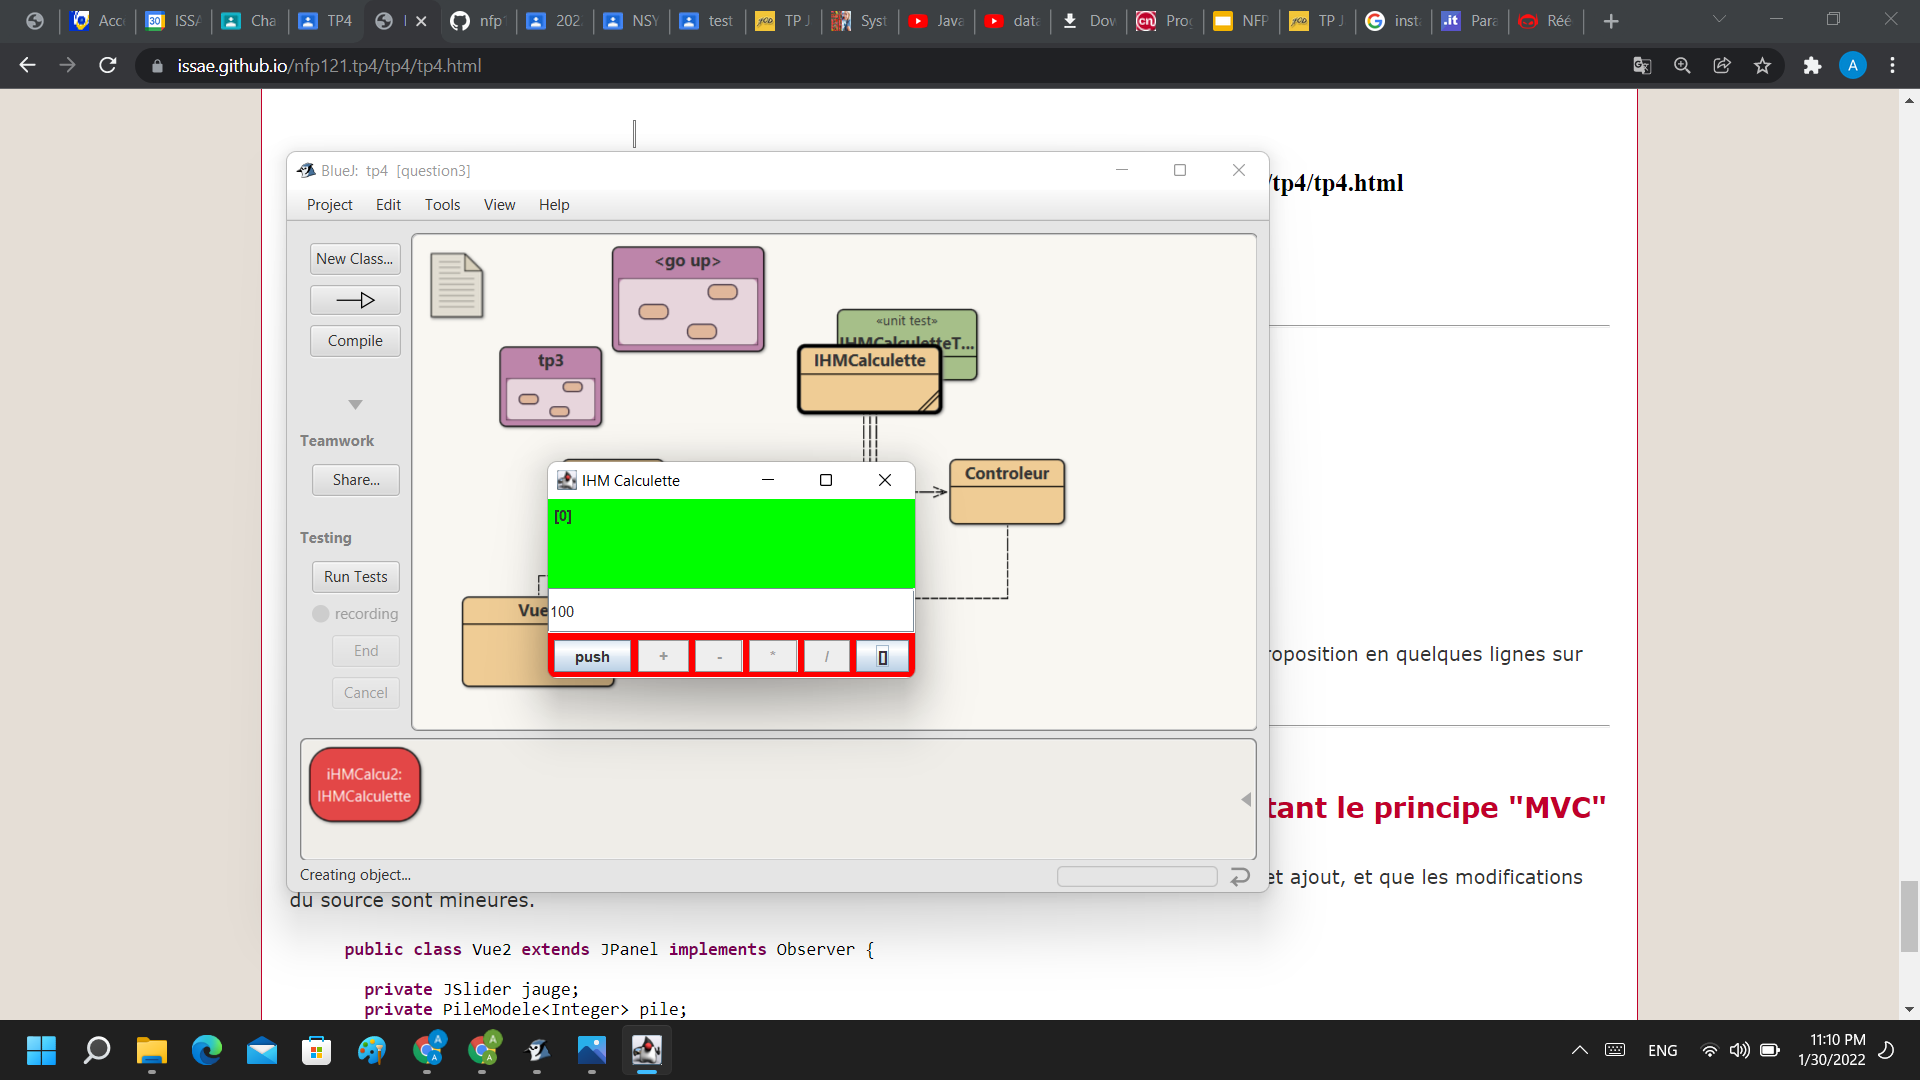 Acc
ISSA
Cha
TP4
nfp1
202
NSY
test
TP J
Syst
Java
data
Dow
Prog
NFP
TP J
inst
Para
Réé
issae.github.io/nfp121.tp4/tp4/tp4.html
A
BlueJ: tp4 [question3]
/tp4/tp4.html
Project Edit Tools View Help
New Class...
Compile
Teamwork
Share...
Testing
Run Tests
recording
End
Cancel
<go up>
«unit test»
IHMCalculetteT...
IHMCalculette
tp3
Controleur
Vue
IHM Calculette
[0]
100
push + - * / []
roposition en quelques lignes sur
iHMCalcu2:
IHMCalculette
tant le principe "MVC"
Creating object...
et ajout, et que les modifications
du source sont mineures.
public class Vue2 extends JPanel implements Observer {
private JSlider jauge;
private PileModele<Integer> pile;
ENG
11:10 PM
1/30/2022